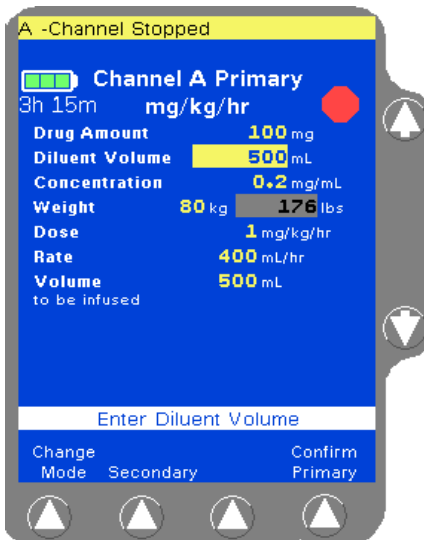 A -Channel Stopped
Channel A Primary
3h 15m mg/kg/hr
Drug Amount 100 mg
Diluent Volume 500 mL
Concentration 0.2 mg/mL
Weight 80 kg 176 lbs
Dose 1 mg/kg/hr
Rate 400 mL/hr
Volume 500 mL
to be infused
Enter Diluent Volume
Change Confirm
Mode Secondary Primary